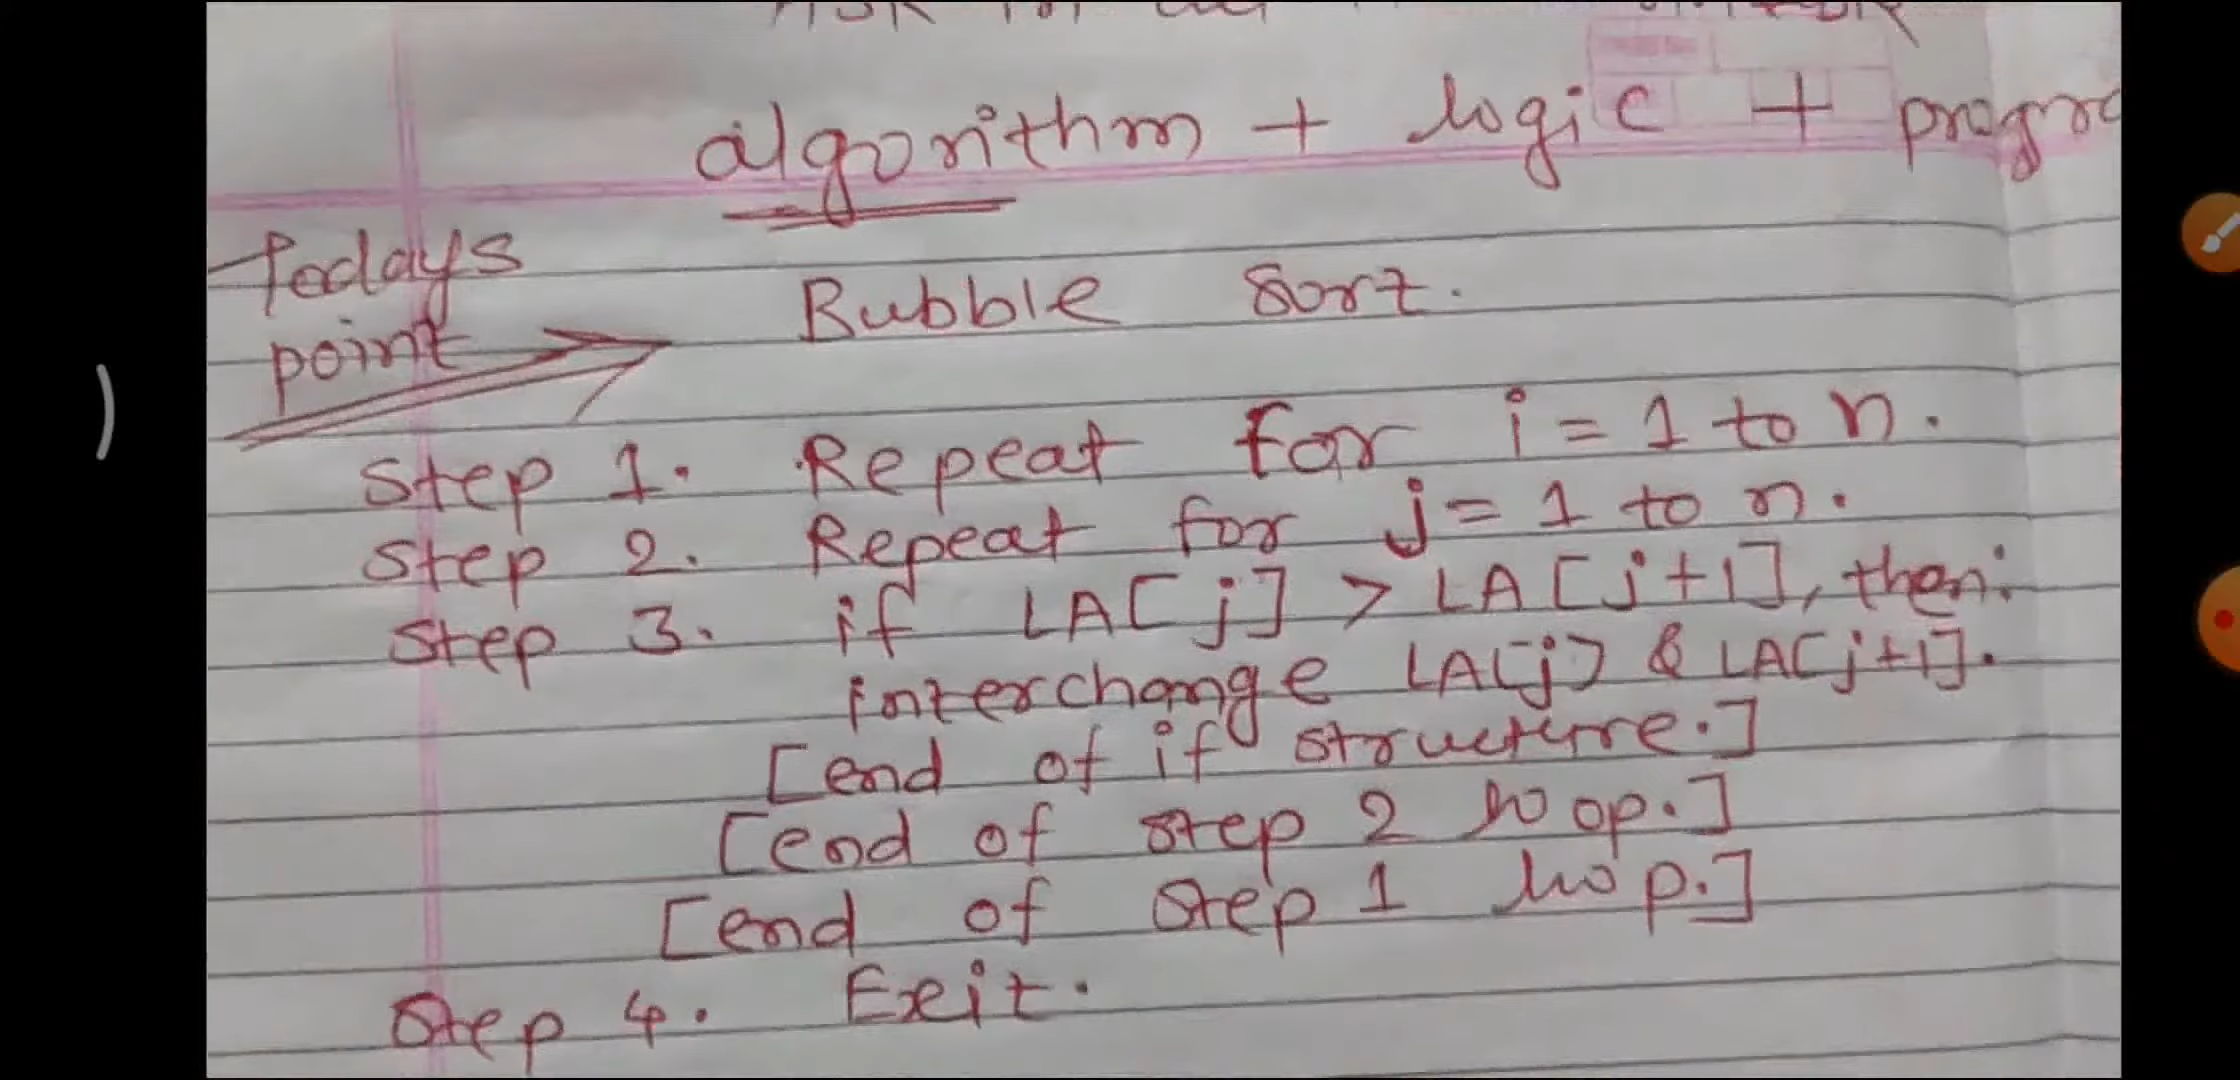 algorithm + logic +
Todays
point
Bubble Sort.
Step 1. Repeat for i = 1 to n.
Step 2. Repeat for j = 1 to n.
Step 3. if LA[j] > LA[j+1], then:
interchange LA[j] & LA[j+1].
[end of if structure.]
[end of step 2 loop.]
[end of step 1 loop.]
Step 4. Exit.